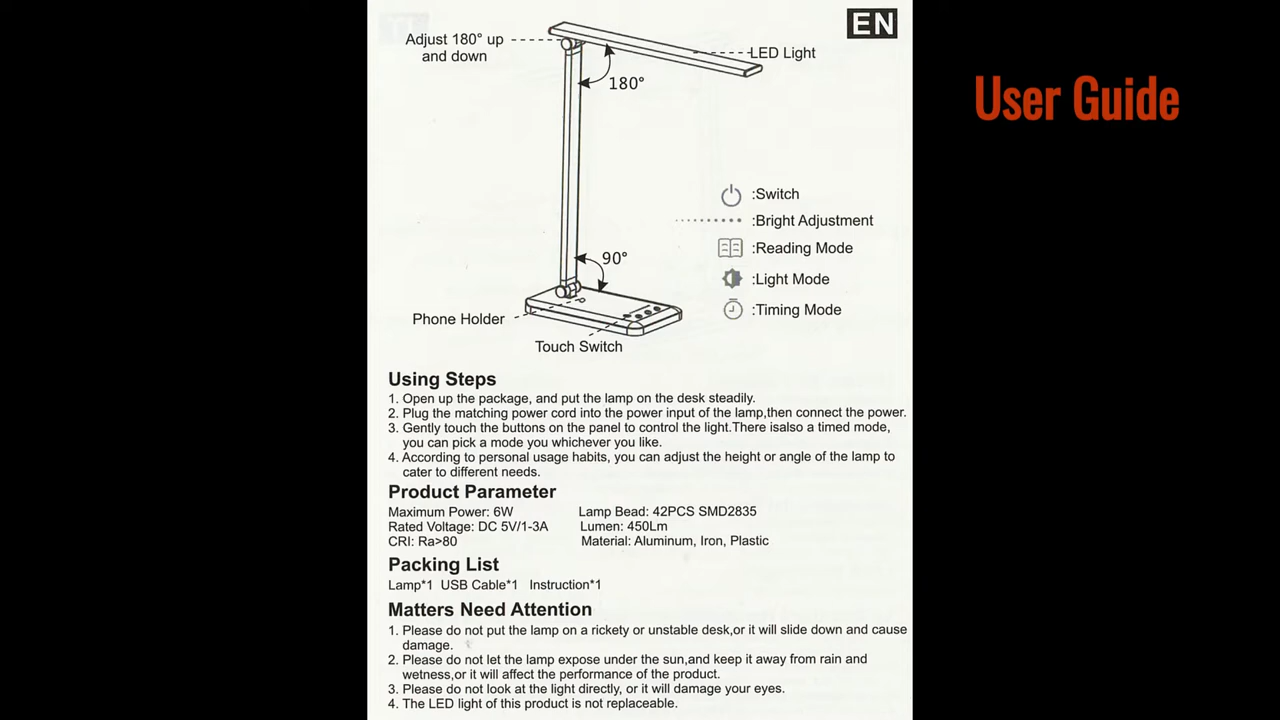 EN
User Guide
Adjust 180° up
and down
LED Light
180°
:Switch
:Bright Adjustment
:Reading Mode
90°
:Light Mode
:Timing Mode
Phone Holder
Touch Switch
Using Steps
1. Open up the package, and put the lamp on the desk steadily.
2. Plug the matching power cord into the power input of the lamp,then connect the power.
3. Gently touch the buttons on the panel to control the light.There isalso a timed mode,
you can pick a mode you whichever you like.
4. According to personal usage habits, you can adjust the height or angle of the lamp to
cater to different needs.
Product Parameter
Maximum Power: 6W Lamp Bead: 42PCS SMD2835
Rated Voltage: DC 5V/1-3A Lumen: 450Lm
CRI: Ra>80 Material: Aluminum, Iron, Plastic
Packing List
Lamp*1 USB Cable*1 Instruction*1
Matters Need Attention
1. Please do not put the lamp on a rickety or unstable desk,or it will slide down and cause
damage.
2. Please do not let the lamp expose under the sun,and keep it away from rain and
wetness,or it will affect the performance of the product.
3. Please do not look at the light directly, or it will damage your eyes.
4. The LED light of this product is not replaceable.